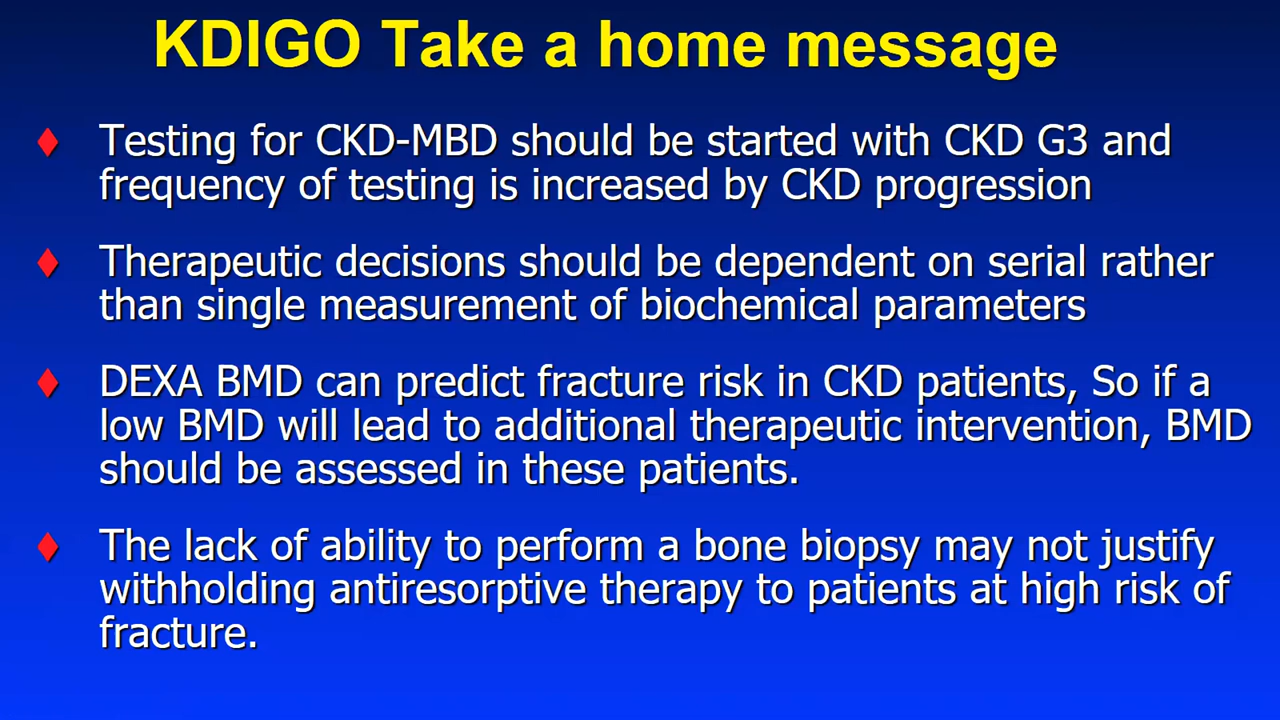 KDIGO Take a home message
Testing for CKD-MBD should be started with CKD G3 and
frequency of testing is increased by CKD progression
Therapeutic decisions should be dependent on serial rather
than single measurement of biochemical parameters
DEXA BMD can predict fracture risk in CKD patients, So if a
low BMD will lead to additional therapeutic intervention, BMD
should be assessed in these patients.
The lack of ability to perform a bone biopsy may not justify
withholding antiresorptive therapy to patients at high risk of
fracture.